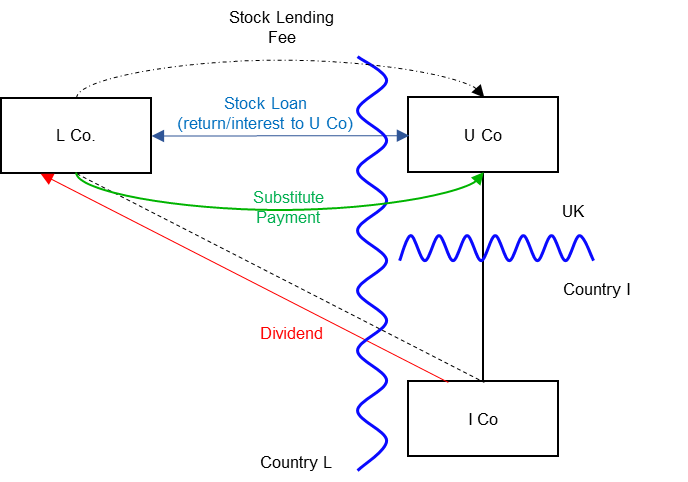 Stock Lending
Fee
Stock Loan
(return/interest to U Co)
L Co.
U Co
Substitute
Payment
UK
Country I
Dividend
I Co
Country L